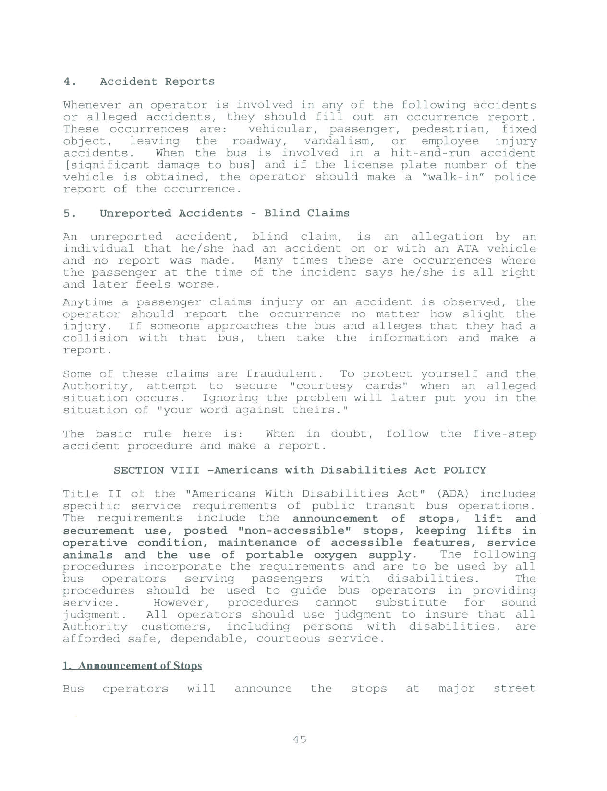 4. Accident Reports
Whenever an operator is involved in any of the following accidents
or alleged accidents, they should fill out an occurrence report.
These occurrences are: vehicular, passenger, pedestrian, fixed
object, leaving the roadway, vandalism, or employee injury
accidents. When the bus is involved in a hit-and-run accident
[significant damage to bus] and if the license plate number of the
vehicle is obtained, the operator should make a "walk-in" police
report of the occurrence.
5. Unreported Accidents - Blind Claims
An unreported accident, blind claim, is an allegation by an
individual that he/she had an accident on or with an ATA vehicle
and no report was made. Many times these are occurrences where
the passenger at the time of the incident says he/she is all right
and later feels worse.
Anytime a passenger claims injury or an accident is observed, the
operator should report the occurrence no matter how slight the
injury. If someone approaches the bus and alleges that they had a
collision with that bus, then take the information and make a
report.
Some of these claims are fraudulent. To protect yourself and the
Authority, attempt to secure "courtesy cards" when an alleged
situation occurs. Ignoring the problem will later put you in the
situation of "your word against theirs."
The basic rule here is: When in doubt, follow the five-step
accident procedure and make a report.
SECTION VIII –Americans with Disabilities Act POLICY
Title II of the "Americans With Disabilities Act" (ADA) includes
specific service requirements of public transit bus operations.
The requirements include the announcement of stops, lift and
securement use, posted "non-accessible" stops, keeping lifts in
operative condition, maintenance of accessible features, service
animals and the use of portable oxygen supply. The following
procedures incorporate the requirements and are to be used by all
bus operators serving passengers with disabilities. The
procedures should be used to guide bus operators in providing
service. However, procedures cannot substitute for sound
judgment. All operators should use judgment to insure that all
Authority customers, including persons with disabilities, are
afforded safe, dependable, courteous service.
1. Announcement of Stops
Bus operators will announce the stops at major street
45